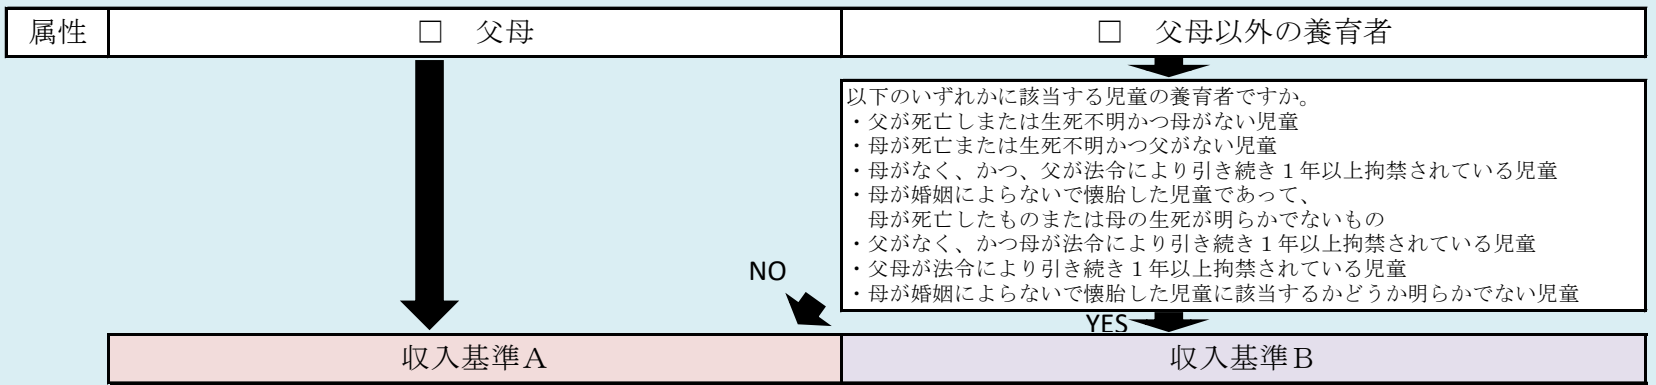 属性
□　父母
□　父母以外の養育者
以下のいずれかに該当する児童の養育者ですか。
・父が死亡しまたは生死不明かつ母がない児童
・母が死亡または生死不明かつ父がない児童
・母がなく、かつ、父が法令により引き続き１年以上拘禁されている児童
・母が婚姻によらないで懐胎した児童であって、
　母が死亡したものまたは母の生死が明らかでないもの
・父がなく、かつ母が法令により引き続き１年以上拘禁されている児童
・父母が法令により引き続き１年以上拘禁されている児童
・母が婚姻によらないで懐胎した児童に該当するかどうか明らかでない児童
NO
YES
収入基準Ａ
収入基準Ｂ